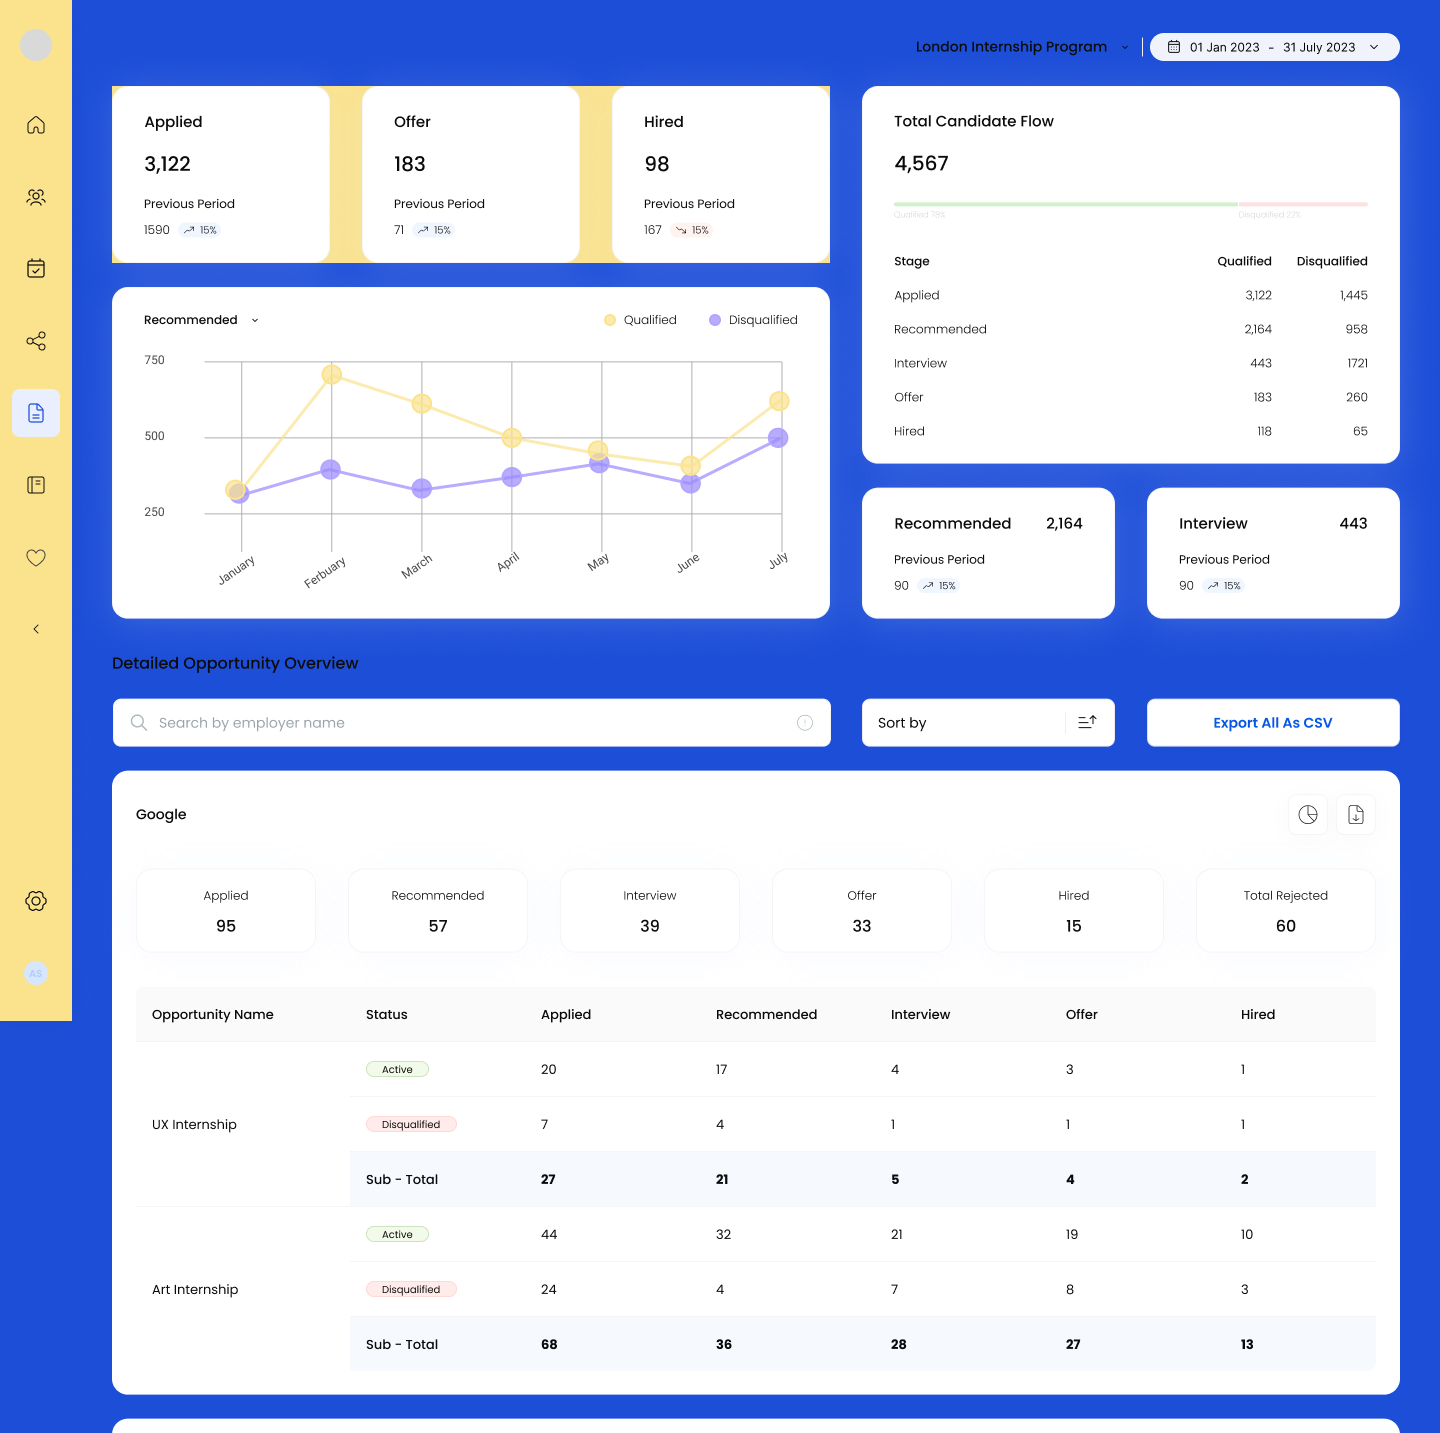 London Internship Program
01 Jan 2023 - 31 July 2023
Applied
3,122
Previous Period
1590 15%
Offer
183
Previous Period
71 15%
Hired
98
Previous Period
167 15%
Total Candidate Flow
4,567
Qualified 78%
Disqualified 22%
Stage Qualified Disqualified
Applied 3,122 1,445
Recommended 2,164 958
Interview 443 1721
Offer 183 260
Hired 118 65
Recommended
Qualified
Disqualified
750
500
250
January
Ferbuary
March
April
May
June
July
Recommended 2,164
Previous Period
90 15%
Interview 443
Previous Period
90 15%
Detailed Opportunity Overview
Search by employer name
Sort by
Export All As CSV
Google
Applied
95
Recommended
57
Interview
39
Offer
33
Hired
15
Total Rejected
60
Opportunity Name Status Applied Recommended Interview Offer Hired
Active 20 17 4 3 1
UX Internship Disqualified 7 4 1 1 1
Sub - Total 27 21 5 4 2
Active 44 32 21 19 10
Art Internship Disqualified 24 4 7 8 3
Sub - Total 68 36 28 27 13
AS